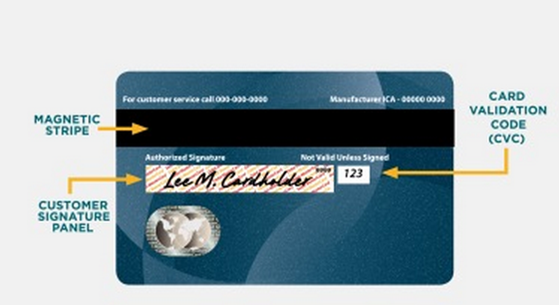 For customer service call 000-000-0000
Manufacturer ICA - 00000 0000
MAGNETIC
STRIPE
CARD
VALIDATION
CODE
(CVC)
Authorized Signature
Not Valid Unless Signed
Lee M. Cardholder
123
CUSTOMER
SIGNATURE
PANEL